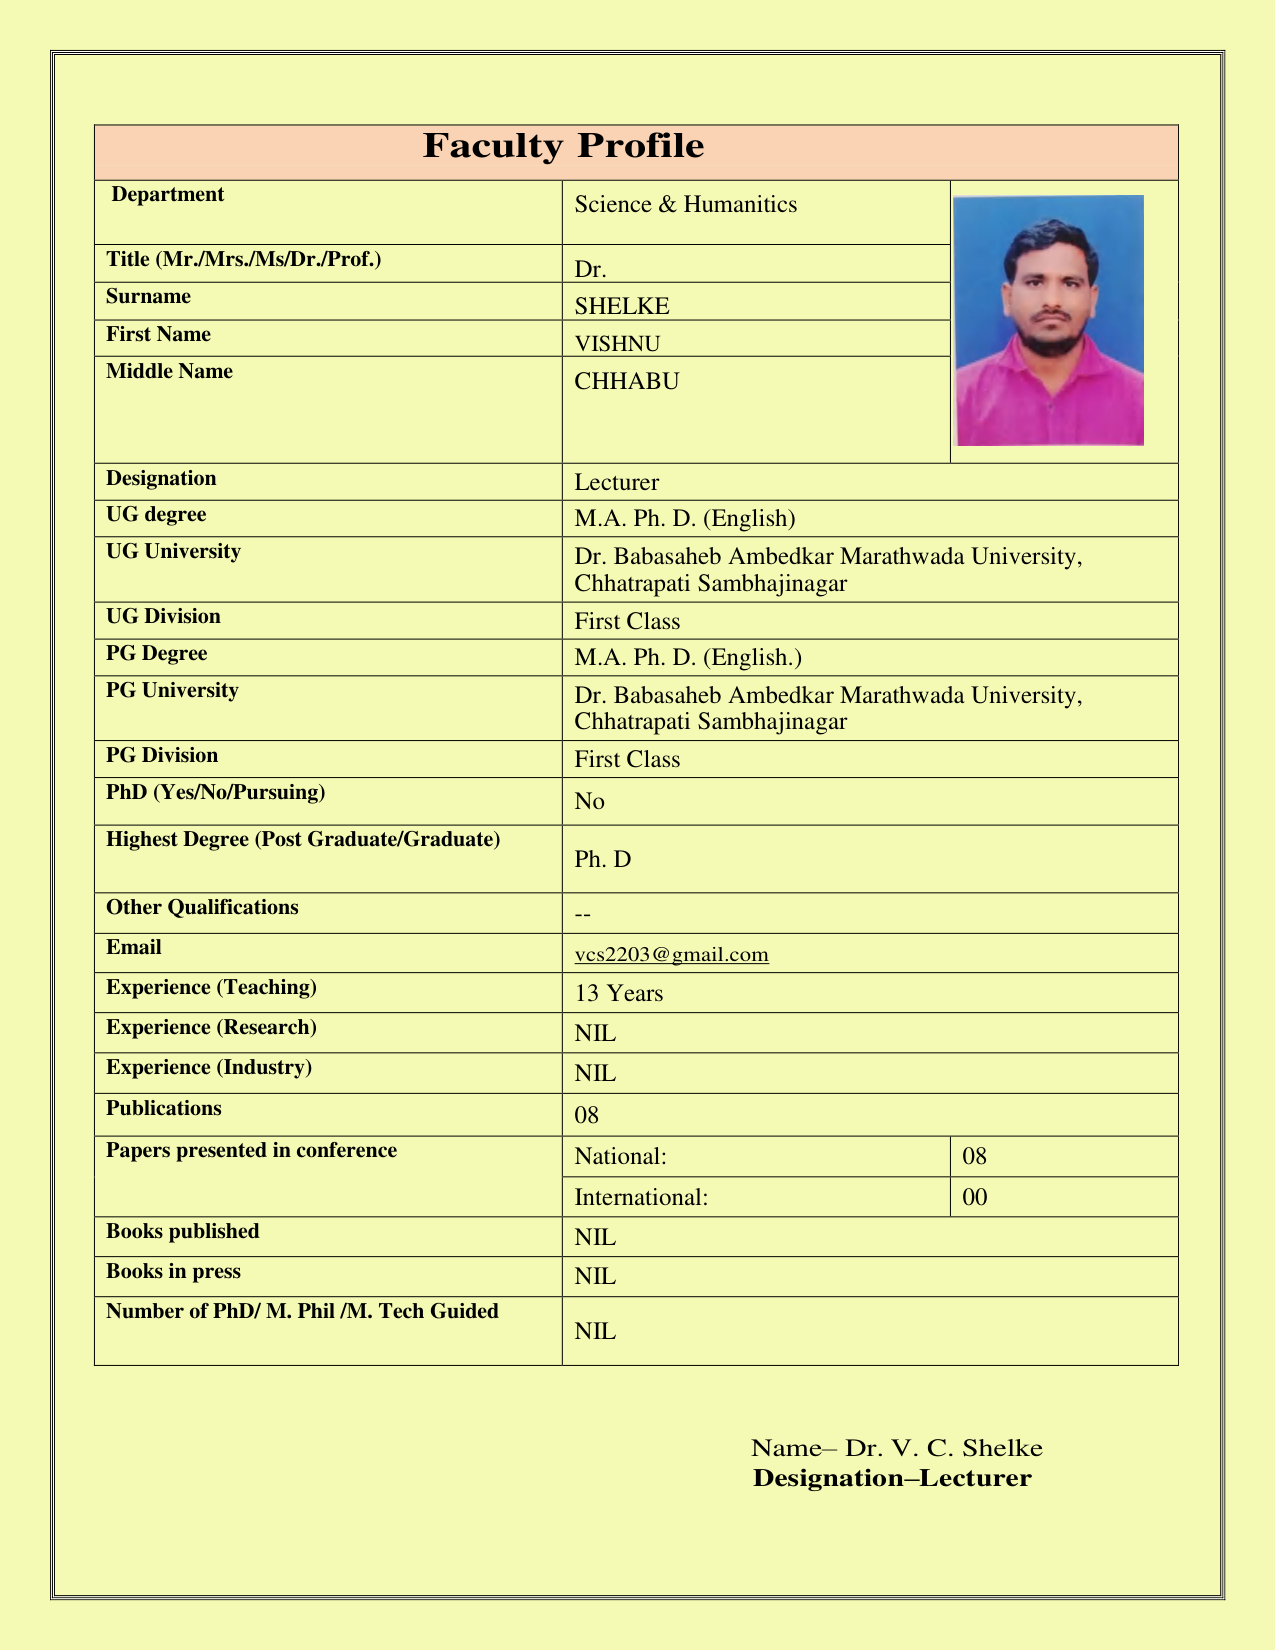 Faculty Profile
Department
Science & Humanitics
Title (Mr./Mrs./Ms/Dr./Prof.)
Dr.
Surname
SHELKE
First Name
VISHNU
Middle Name
CHHABU
Designation
Lecturer
UG degree
M.A. Ph. D. (English)
UG University
Dr. Babasaheb Ambedkar Marathwada University,
Chhatrapati Sambhajinagar
UG Division
First Class
PG Degree
M.A. Ph. D. (English.)
PG University
Dr. Babasaheb Ambedkar Marathwada University,
Chhatrapati Sambhajinagar
PG Division
First Class
PhD (Yes/No/Pursuing)
No
Highest Degree (Post Graduate/Graduate)
Ph. D
Other Qualifications
--
Email
vcs2203@gmail.com
Experience (Teaching)
13 Years
Experience (Research)
NIL
Experience (Industry)
NIL
Publications
08
Papers presented in conference
National:
08
International:
00
Books published
NIL
Books in press
NIL
Number of PhD/ M. Phil /M. Tech Guided
NIL
Name– Dr. V. C. Shelke
Designation–Lecturer